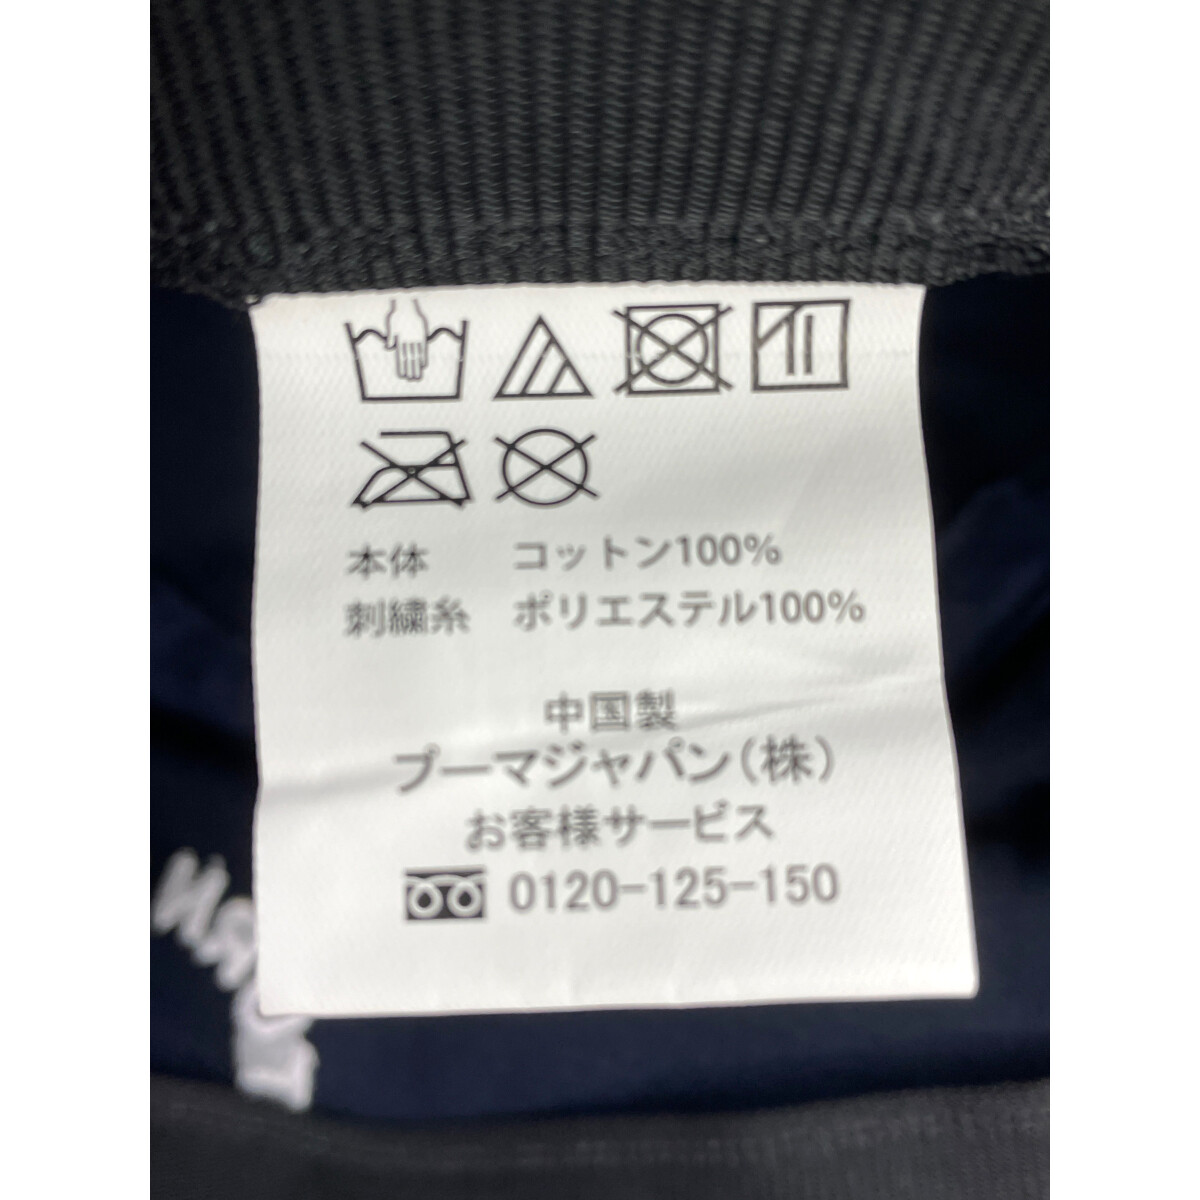 本体 コットン100%
刺繍糸 ポリエステル100%
中国製
プーマジャパン(株)
お客様サービス
0120-125-150